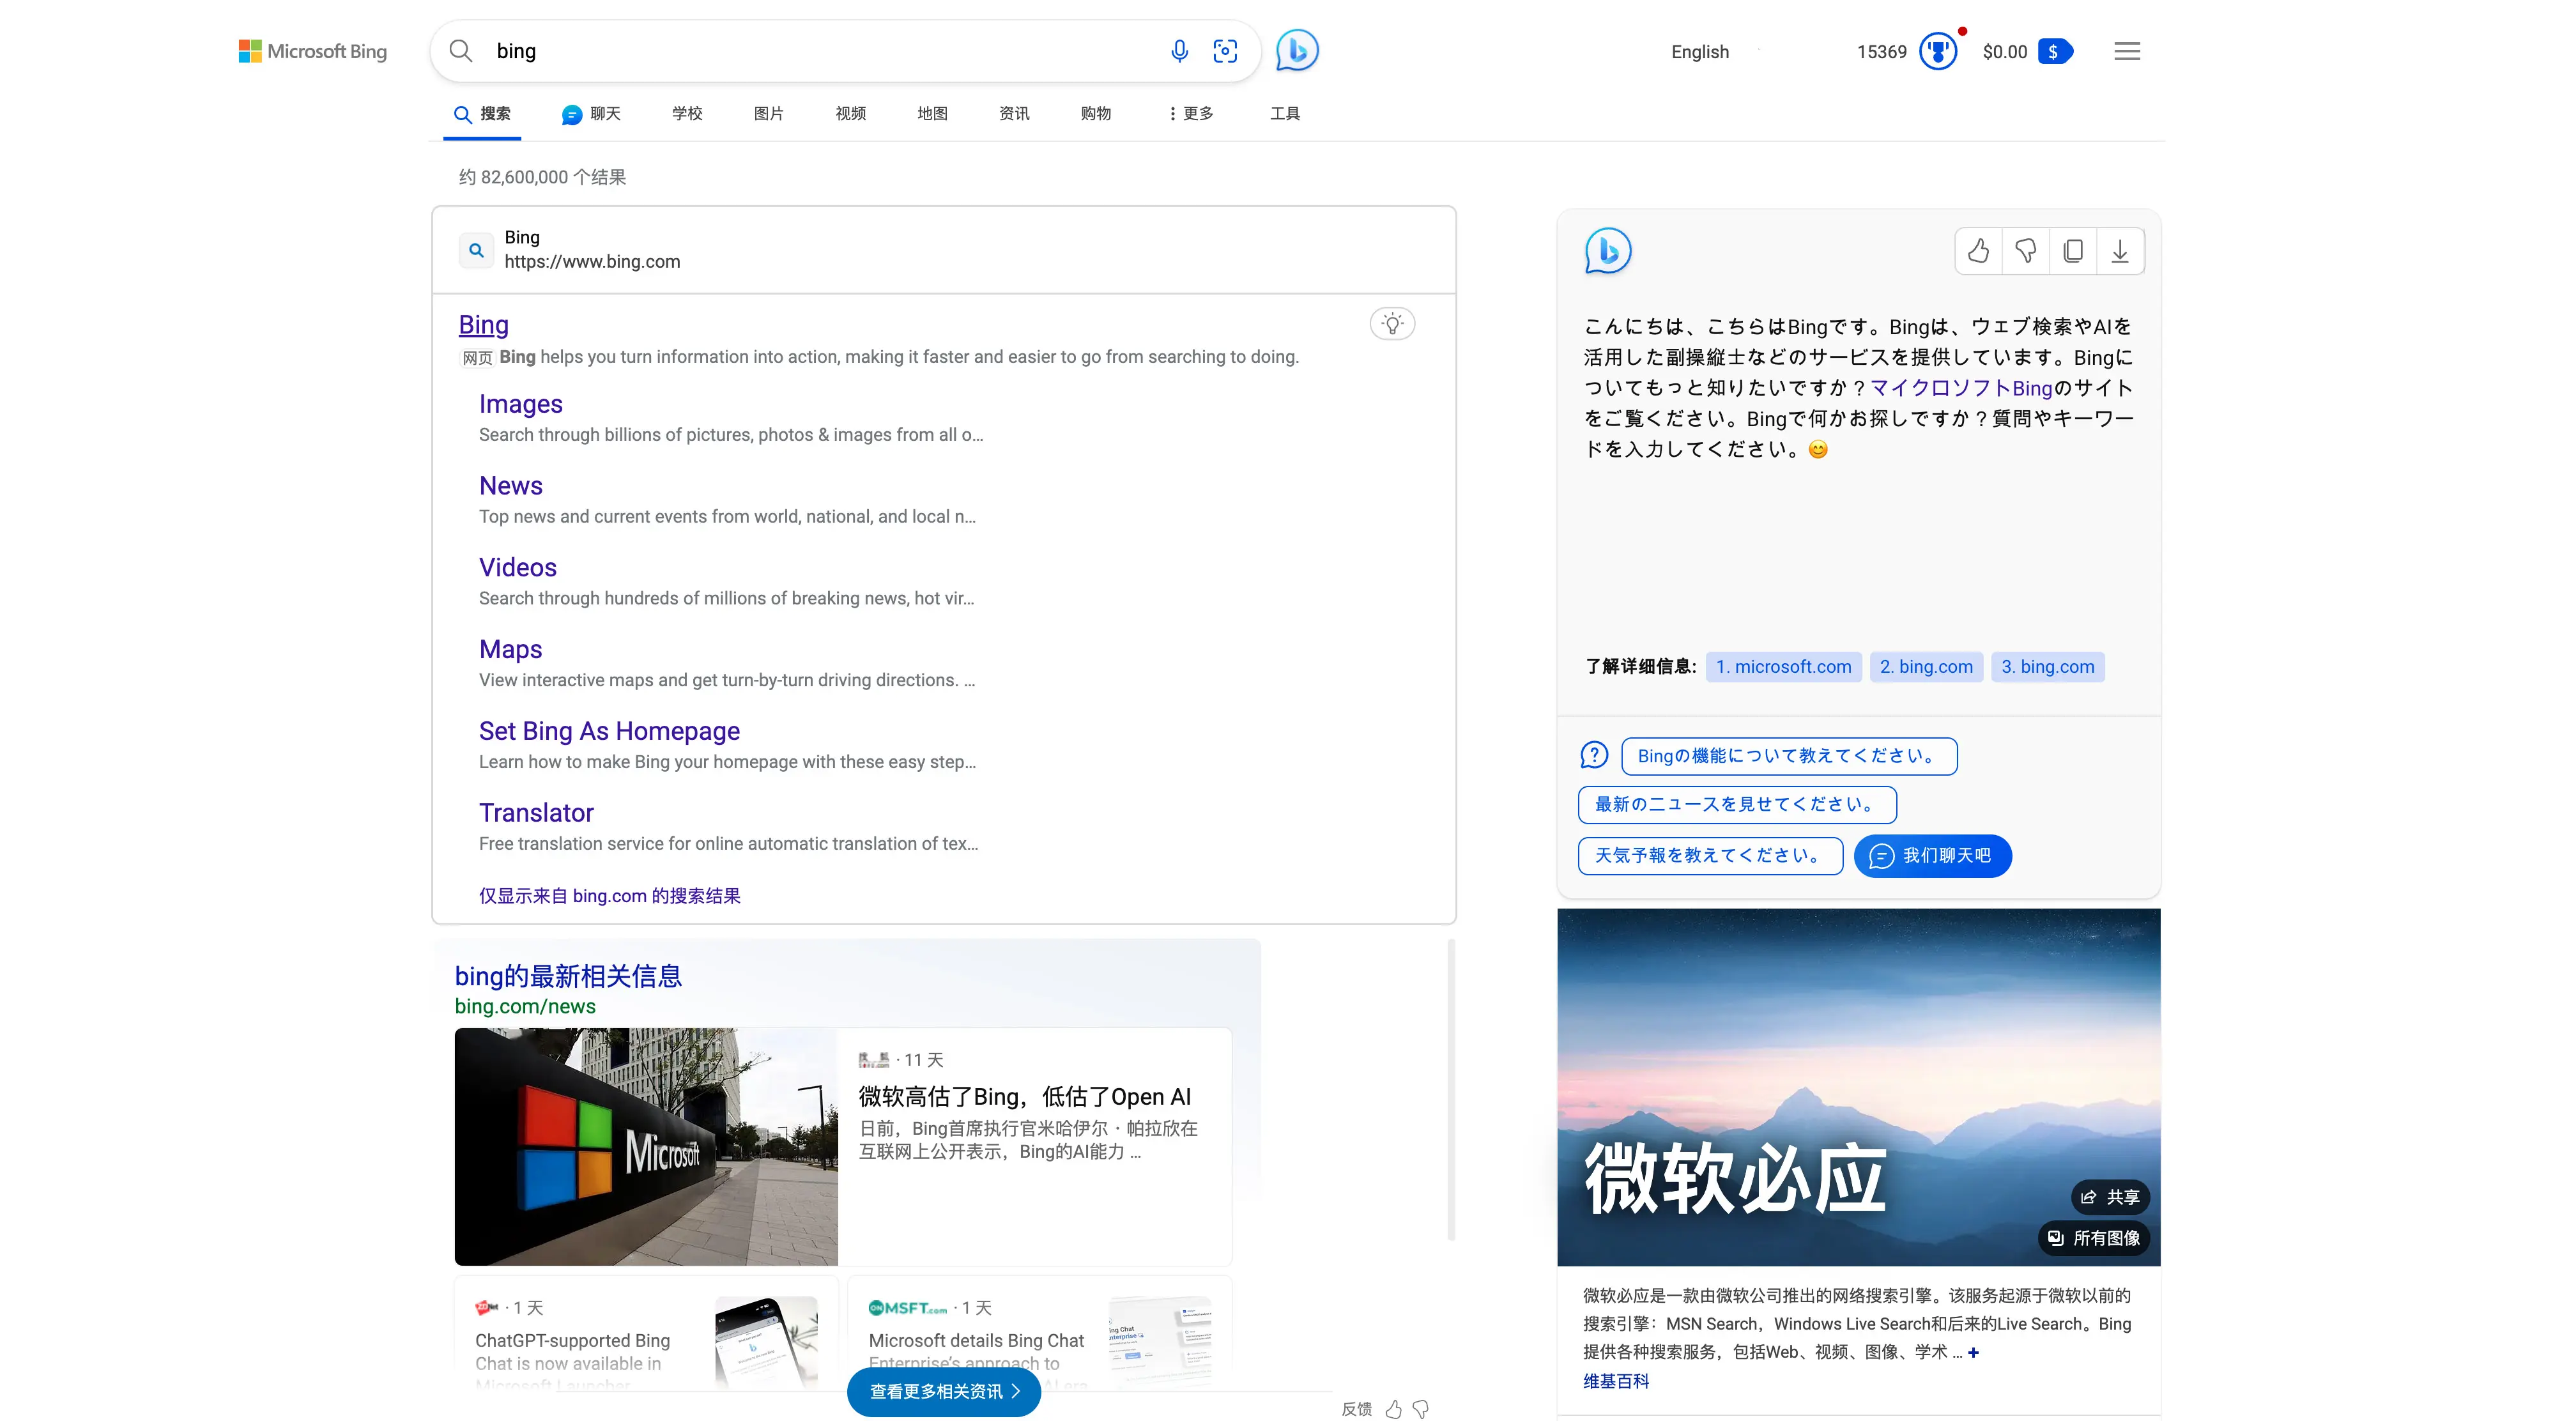 Microsoft Bing
bing
English
15369
$0.00
$
搜索
聊天
学校
图片
视频
地图
资讯
购物
更多
工具
约 82,600,000 个结果
Bing
https://www.bing.com
Bing
网页 Bing helps you turn information into action, making it faster and easier to go from searching to doing.
Images
Search through billions of pictures, photos & images from all o...
News
Top news and current events from world, national, and local n...
Videos
Search through hundreds of millions of breaking news, hot vir...
Maps
View interactive maps and get turn-by-turn driving directions. ...
Set Bing As Homepage
Learn how to make Bing your homepage with these easy step...
Translator
Free translation service for online automatic translation of tex...
仅显示来自 bing.com 的搜索结果
bing的最新相关信息
bing.com/news
Microsoft
· 11 天
微软高估了Bing，低估了Open AI
日前，Bing首席执行官米哈伊尔·帕拉欣在
互联网上公开表示，Bing的AI能力 ...
ZDNet · 1 天
ChatGPT-supported Bing
Chat is now available in
Microsoft Launcher
ONMSFT.com · 1 天
Microsoft details Bing Chat
Enterprise's approach to
AI era
查看更多相关资讯
反馈
こんにちは、こちらはBingです。Bingは、ウェブ検索やAIを
活用した副操縦士などのサービスを提供しています。Bingに
ついてもっと知りたいですか？マイクロソフトBingのサイト
をご覧ください。Bingで何かお探しですか？質問やキーワー
ドを入力してください。😊
了解详细信息: 1. microsoft.com 2. bing.com 3. bing.com
Bingの機能について教えてください。
最新のニュースを見せてください。
天気予報を教えてください。
我们聊天吧
微软必应
共享
所有图像
微软必应是一款由微软公司推出的网络搜索引擎。该服务起源于微软以前的
搜索引擎：MSN Search，Windows Live Search和后来的Live Search。Bing
提供各种搜索服务，包括Web、视频、图像、学术 ... +
维基百科